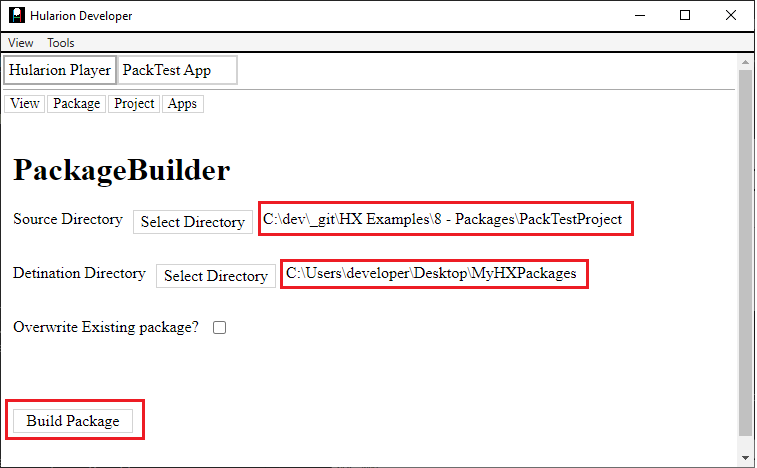 Hularion Developer
View Tools
Hularion Player PackTest App
View Package Project Apps
PackageBuilder
Source Directory Select Directory C:\dev\_git\HX Examples\8 - Packages\PackTestProject
Detination Directory Select Directory C:\Users\developer\Desktop\MyHXPackages
Overwrite Existing package?
Build Package